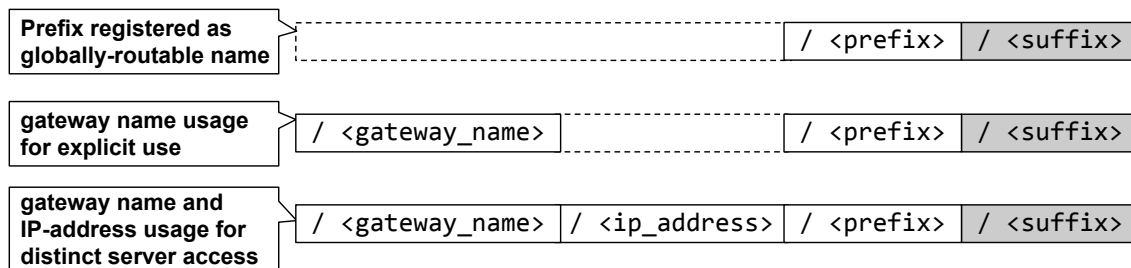 Prefix registered as
globally-routable name
/ <prefix> / <suffix>
gateway name usage
for explicit use
/ <gateway_name> / <prefix> / <suffix>
gateway name and
IP-address usage for
distinct server access
/ <gateway_name> / <ip_address> / <prefix> / <suffix>